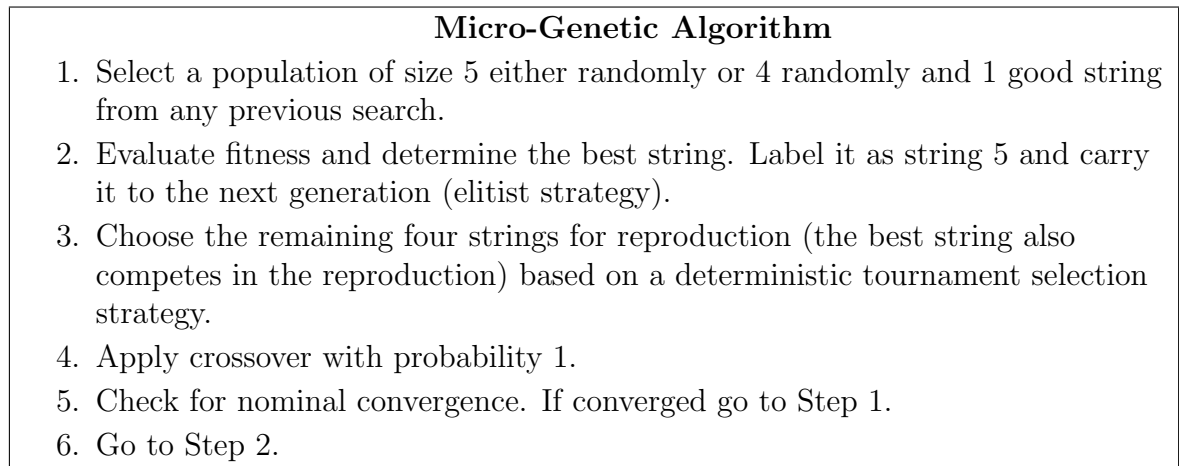 Micro-Genetic Algorithm
1. Select a population of size 5 either randomly or 4 randomly and 1 good string
from any previous search.
2. Evaluate fitness and determine the best string. Label it as string 5 and carry
it to the next generation (elitist strategy).
3. Choose the remaining four strings for reproduction (the best string also
competes in the reproduction) based on a deterministic tournament selection
strategy.
4. Apply crossover with probability 1.
5. Check for nominal convergence. If converged go to Step 1.
6. Go to Step 2.